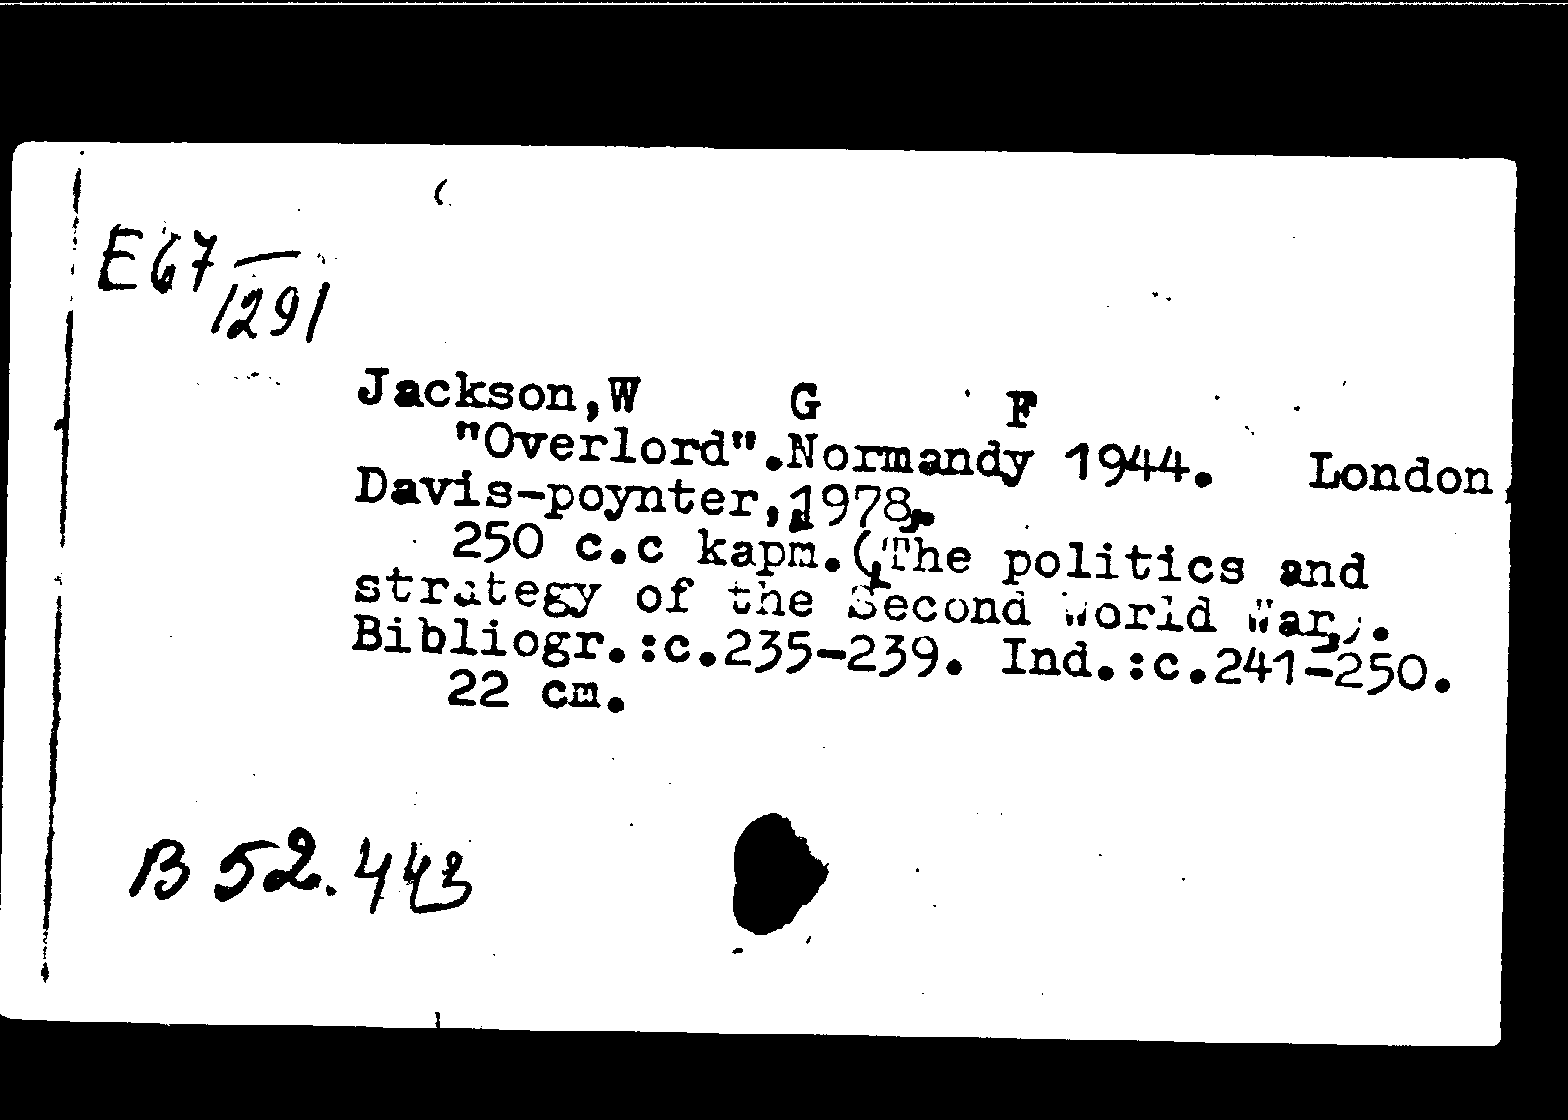 E67/1291
Jackson,W G F
"Overlord".Normandy 1944. London,
Davis-poynter,1978.
250 c.c карт.(The politics and
strategy of the Second World War).
Bibliogr.:c.235-239. Ind.:c.241-250.
22 cm.
B 52.443